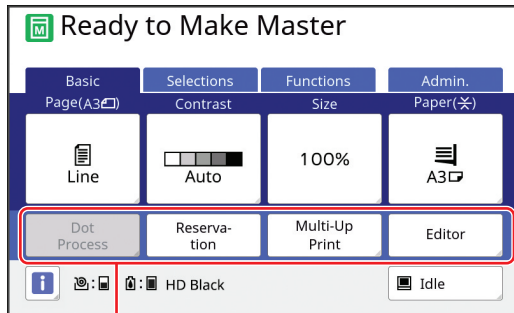 Ready to Make Master
Basic Selections Functions Admin.
Page(A3) Contrast Size Paper( )
Line Auto 100% A3
Dot Process Reserva-tion Multi-Up Print Editor
i : : HD Black Idle